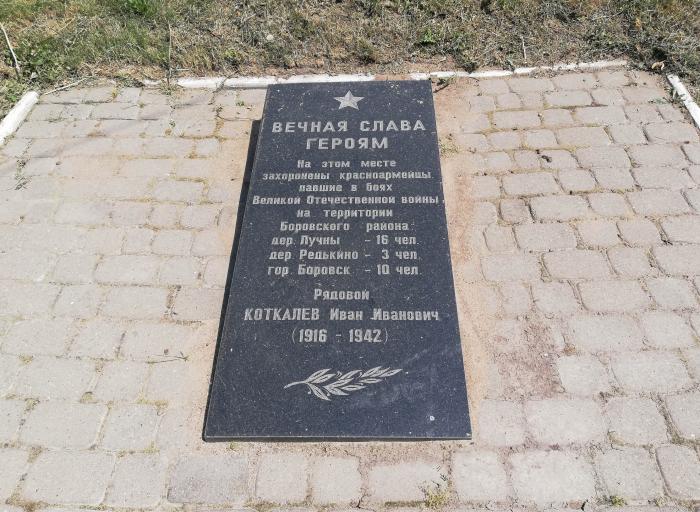 ВЕЧНАЯ СЛАВА
ГЕРОЯМ
На этом месте
захоронены красноармейцы,
павшие в боях
Великой Отечественной войны
на территории
Боровского района:
дер. Лучны - 16 чел.
дер. Редькино - 3 чел.
гор. Боровск - 10 чел.
Рядовой
КОТКАЛЕВ Иван Иванович
(1916 - 1942)